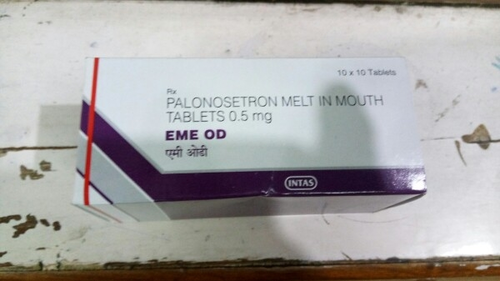 10 x 10 Tablets
Rx
PALONOSETRON MELT IN MOUTH
TABLETS 0.5 mg
EME OD
एमी ओडी
INTAS